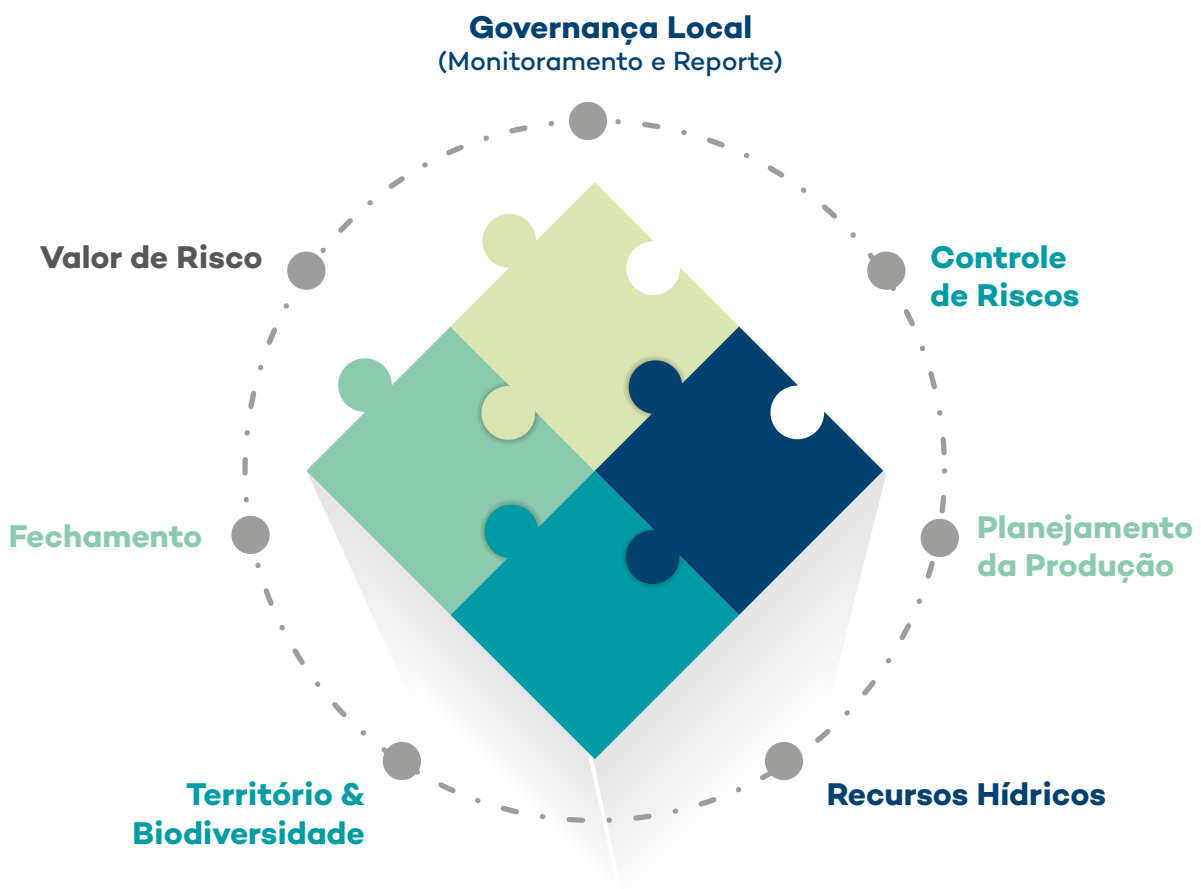 Governança Local
(Monitoramento e Reporte)
Valor de Risco
Controle
de Riscos
Fechamento
Planejamento
da Produção
Território &
Biodiversidade
Recursos Hídricos